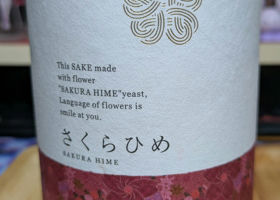 This SAKE made
with flower
"SAKURA HIME"yeast,
Language of flowers is
smile at you.
さくらひめ
SAKURA HIME